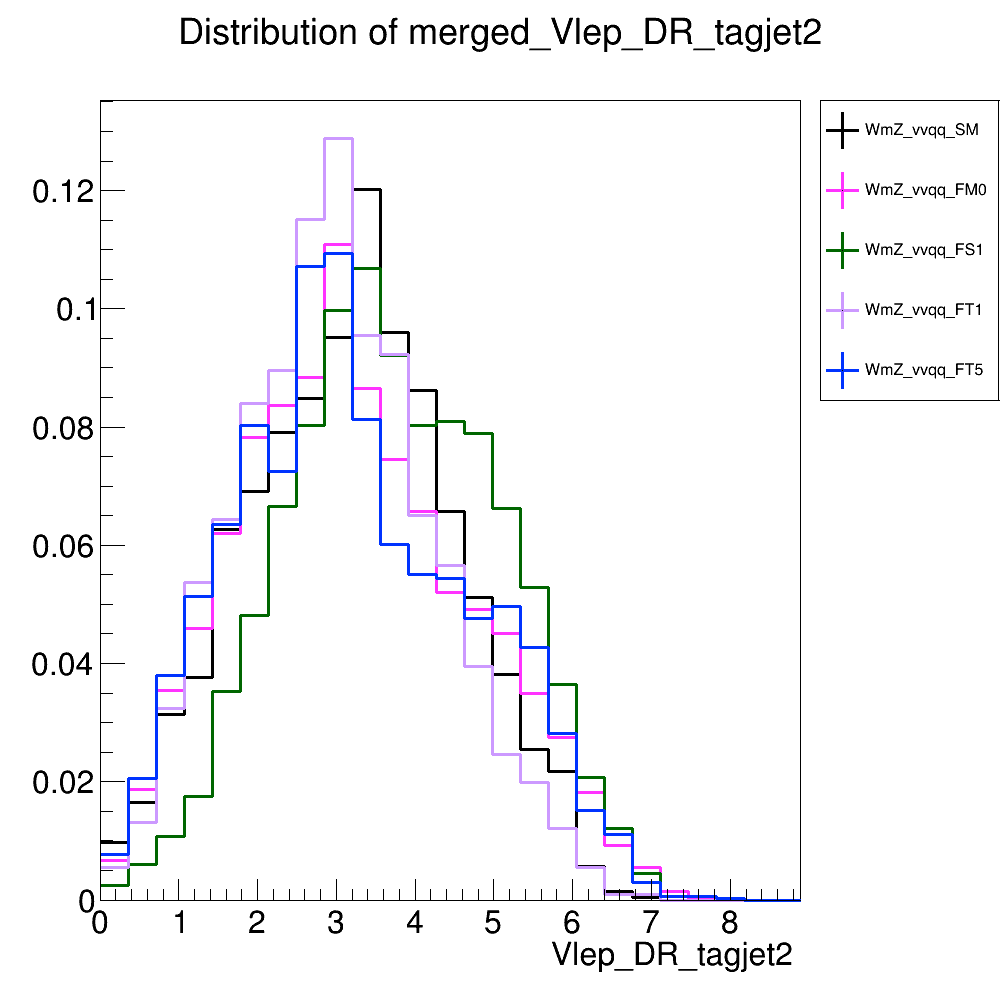 Distribution of merged_Vlep_DR_tagjet2
WmZ_vvqq_SM
WmZ_vvqq_FM0
WmZ_vvqq_FS1
WmZ_vvqq_FT1
WmZ_vvqq_FT5
0.12
0.1
0.08
0.06
0.04
0.02
0
0 1 2 3 4 5 6 7 8
Vlep_DR_tagjet2